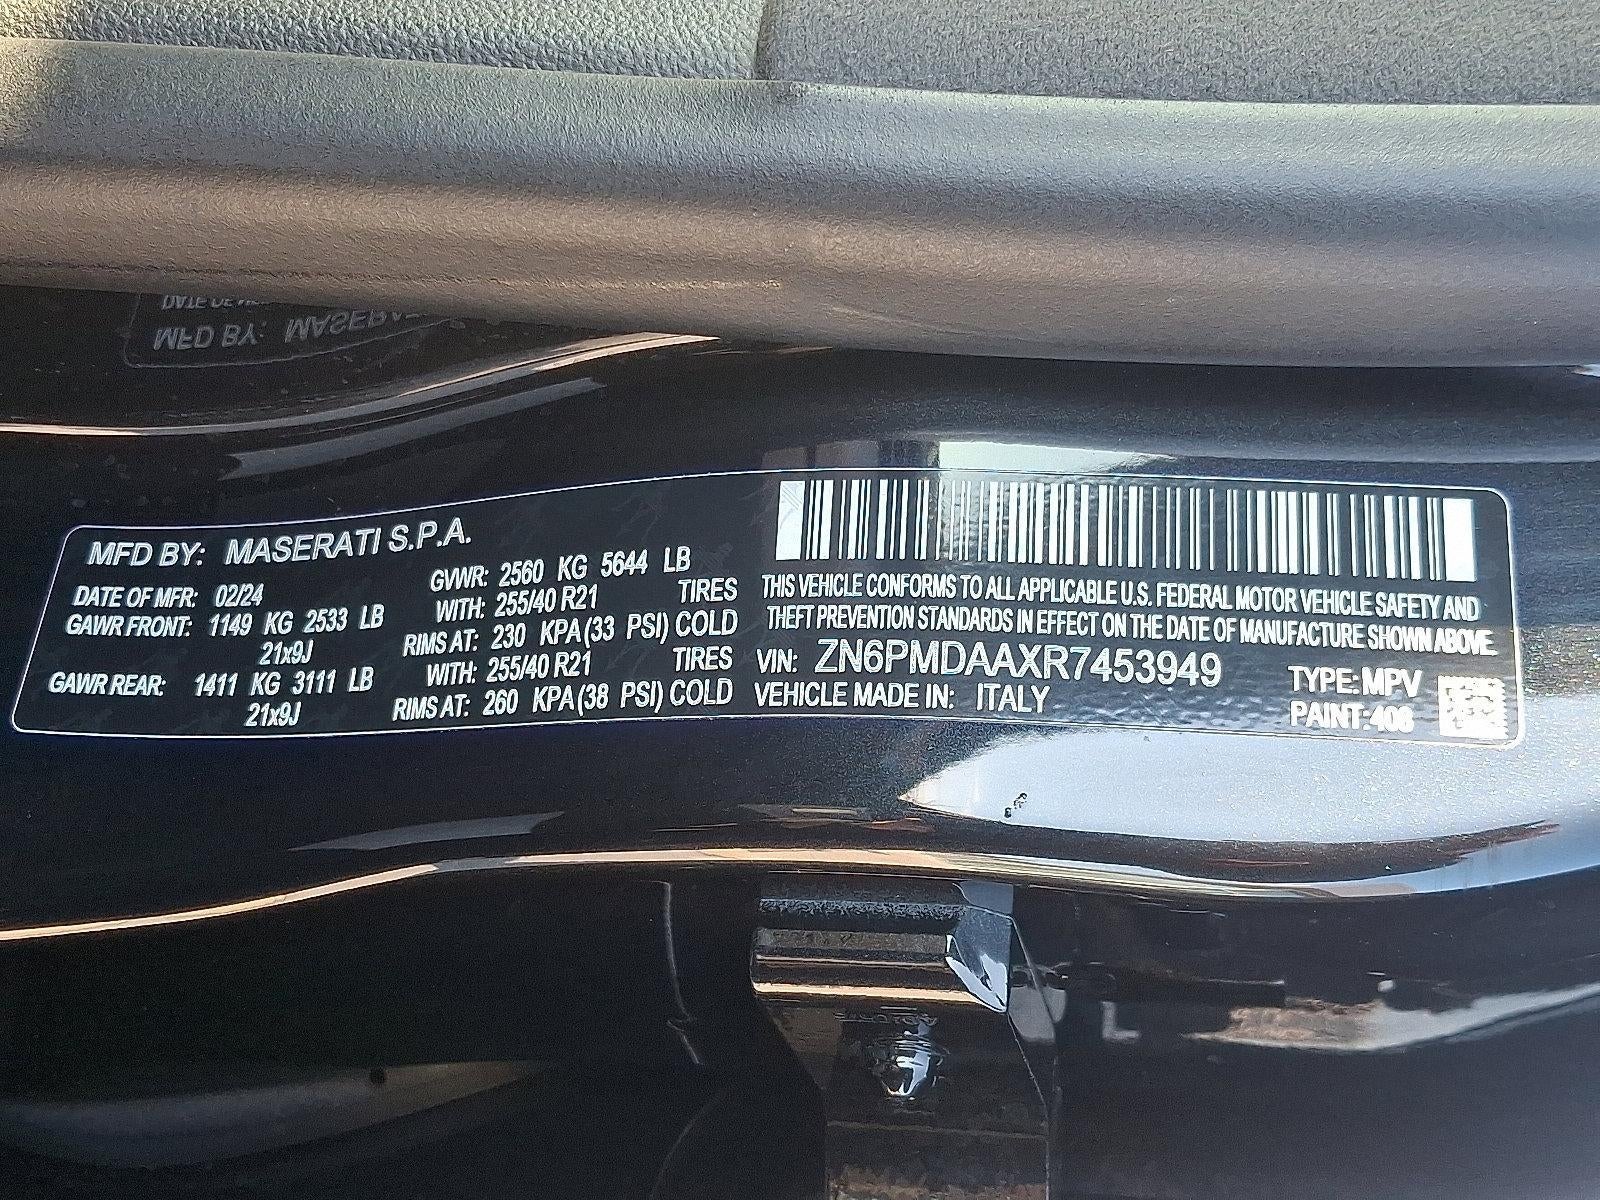 MFD BY: MASERATI S.P.A.
DATE OF MFR: 02/24 GVWR: 2560 KG 5644 LB
GAWR FRONT: 1149 KG 2533 LB WITH: 255/40 R21 TIRES
21x9J RIMS AT: 230 KPA(33 PSI) COLD
GAWR REAR: 1411 KG 3111 LB WITH: 255/40 R21 TIRES
21x9J RIMS AT: 260 KPA(38 PSI) COLD
THIS VEHICLE CONFORMS TO ALL APPLICABLE U.S. FEDERAL MOTOR VEHICLE SAFETY AND
THEFT PREVENTION STANDARDS IN EFFECT ON THE DATE OF MANUFACTURE SHOWN ABOVE.
VIN: ZN6PMDAAXR7453949
VEHICLE MADE IN: ITALY
TYPE: MPV
PAINT: